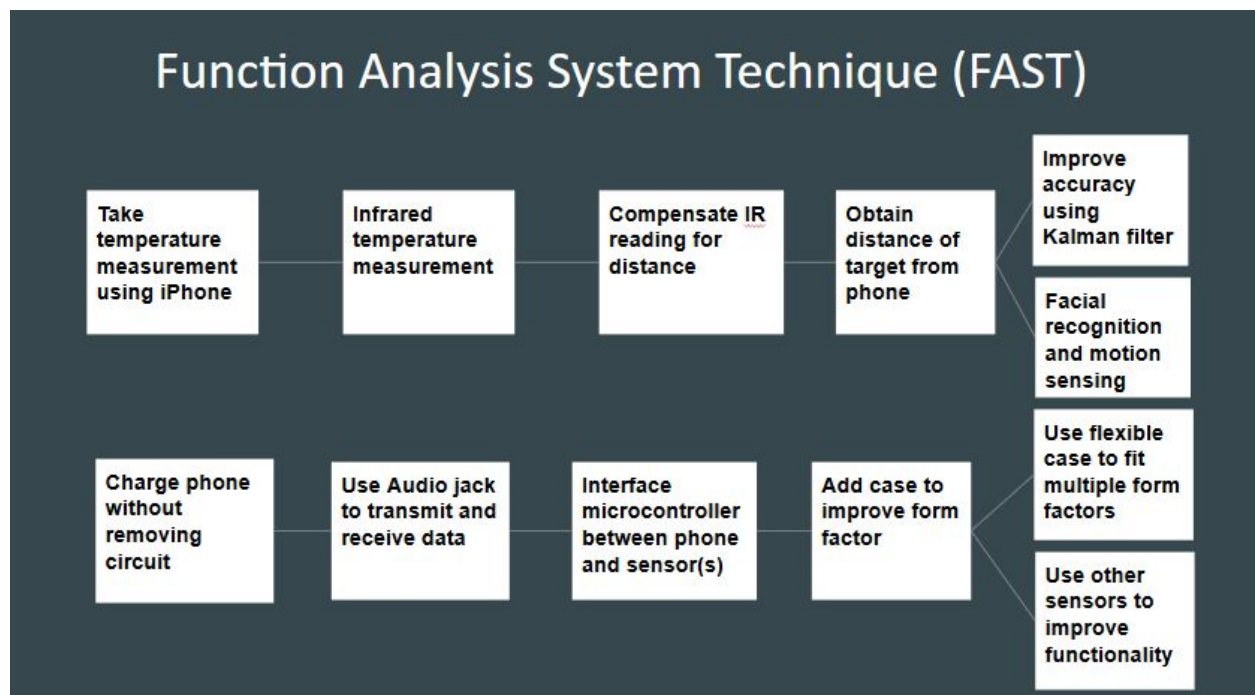 Function Analysis System Technique (FAST)
Take
temperature
measurement
using iPhone
Infrared
temperature
measurement
Compensate IR
reading for
distance
Obtain
distance of
target from
phone
Improve
accuracy
using
Kalman filter
Facial
recognition
and motion
sensing
Charge phone
without
removing
circuit
Use Audio jack
to transmit and
receive data
Interface
microcontroller
between phone
and sensor(s)
Add case to
improve form
factor
Use flexible
case to fit
multiple form
factors
Use other
sensors to
improve
functionality